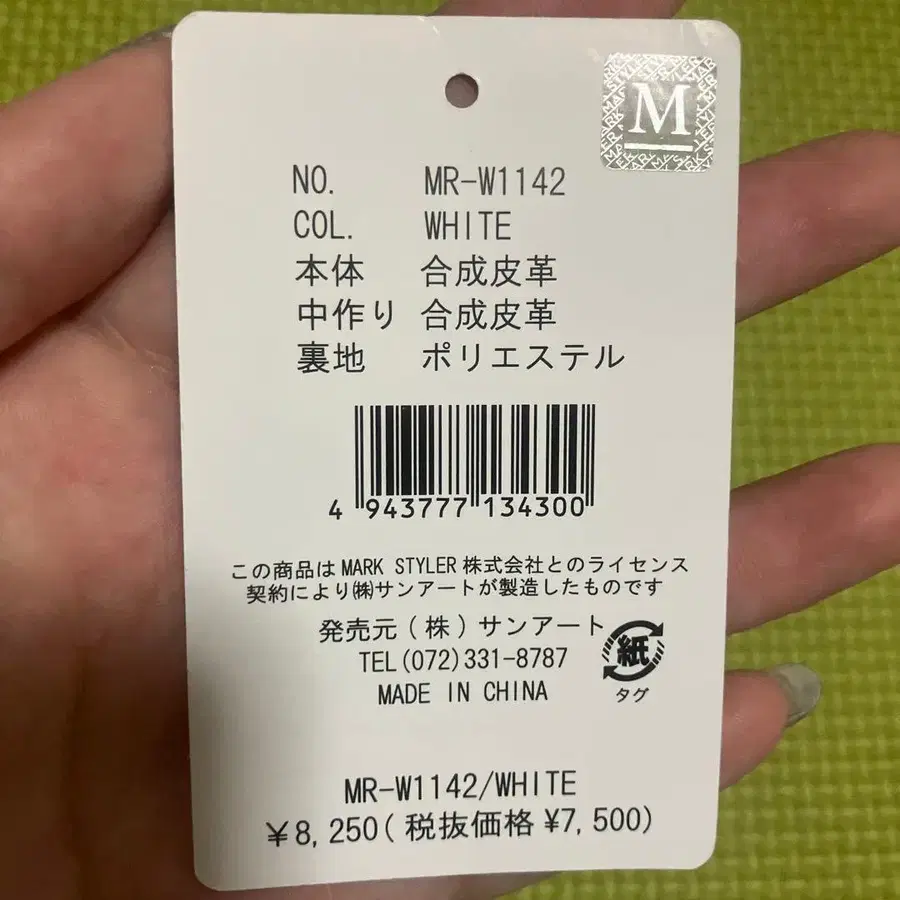 M
NO. MR-W1142
COL. WHITE
本体 合成皮革
中作り 合成皮革
裏地 ポリエステル
4 943777 134300
この商品は MARK STYLER 株式会社とのライセンス
契約により㈱サンアートが製造したものです
発売元(株)サンアート
TEL(072)331-8787
MADE IN CHINA
紙
タグ
MR-W1142/WHITE
¥8,250(税抜価格 ¥7,500)